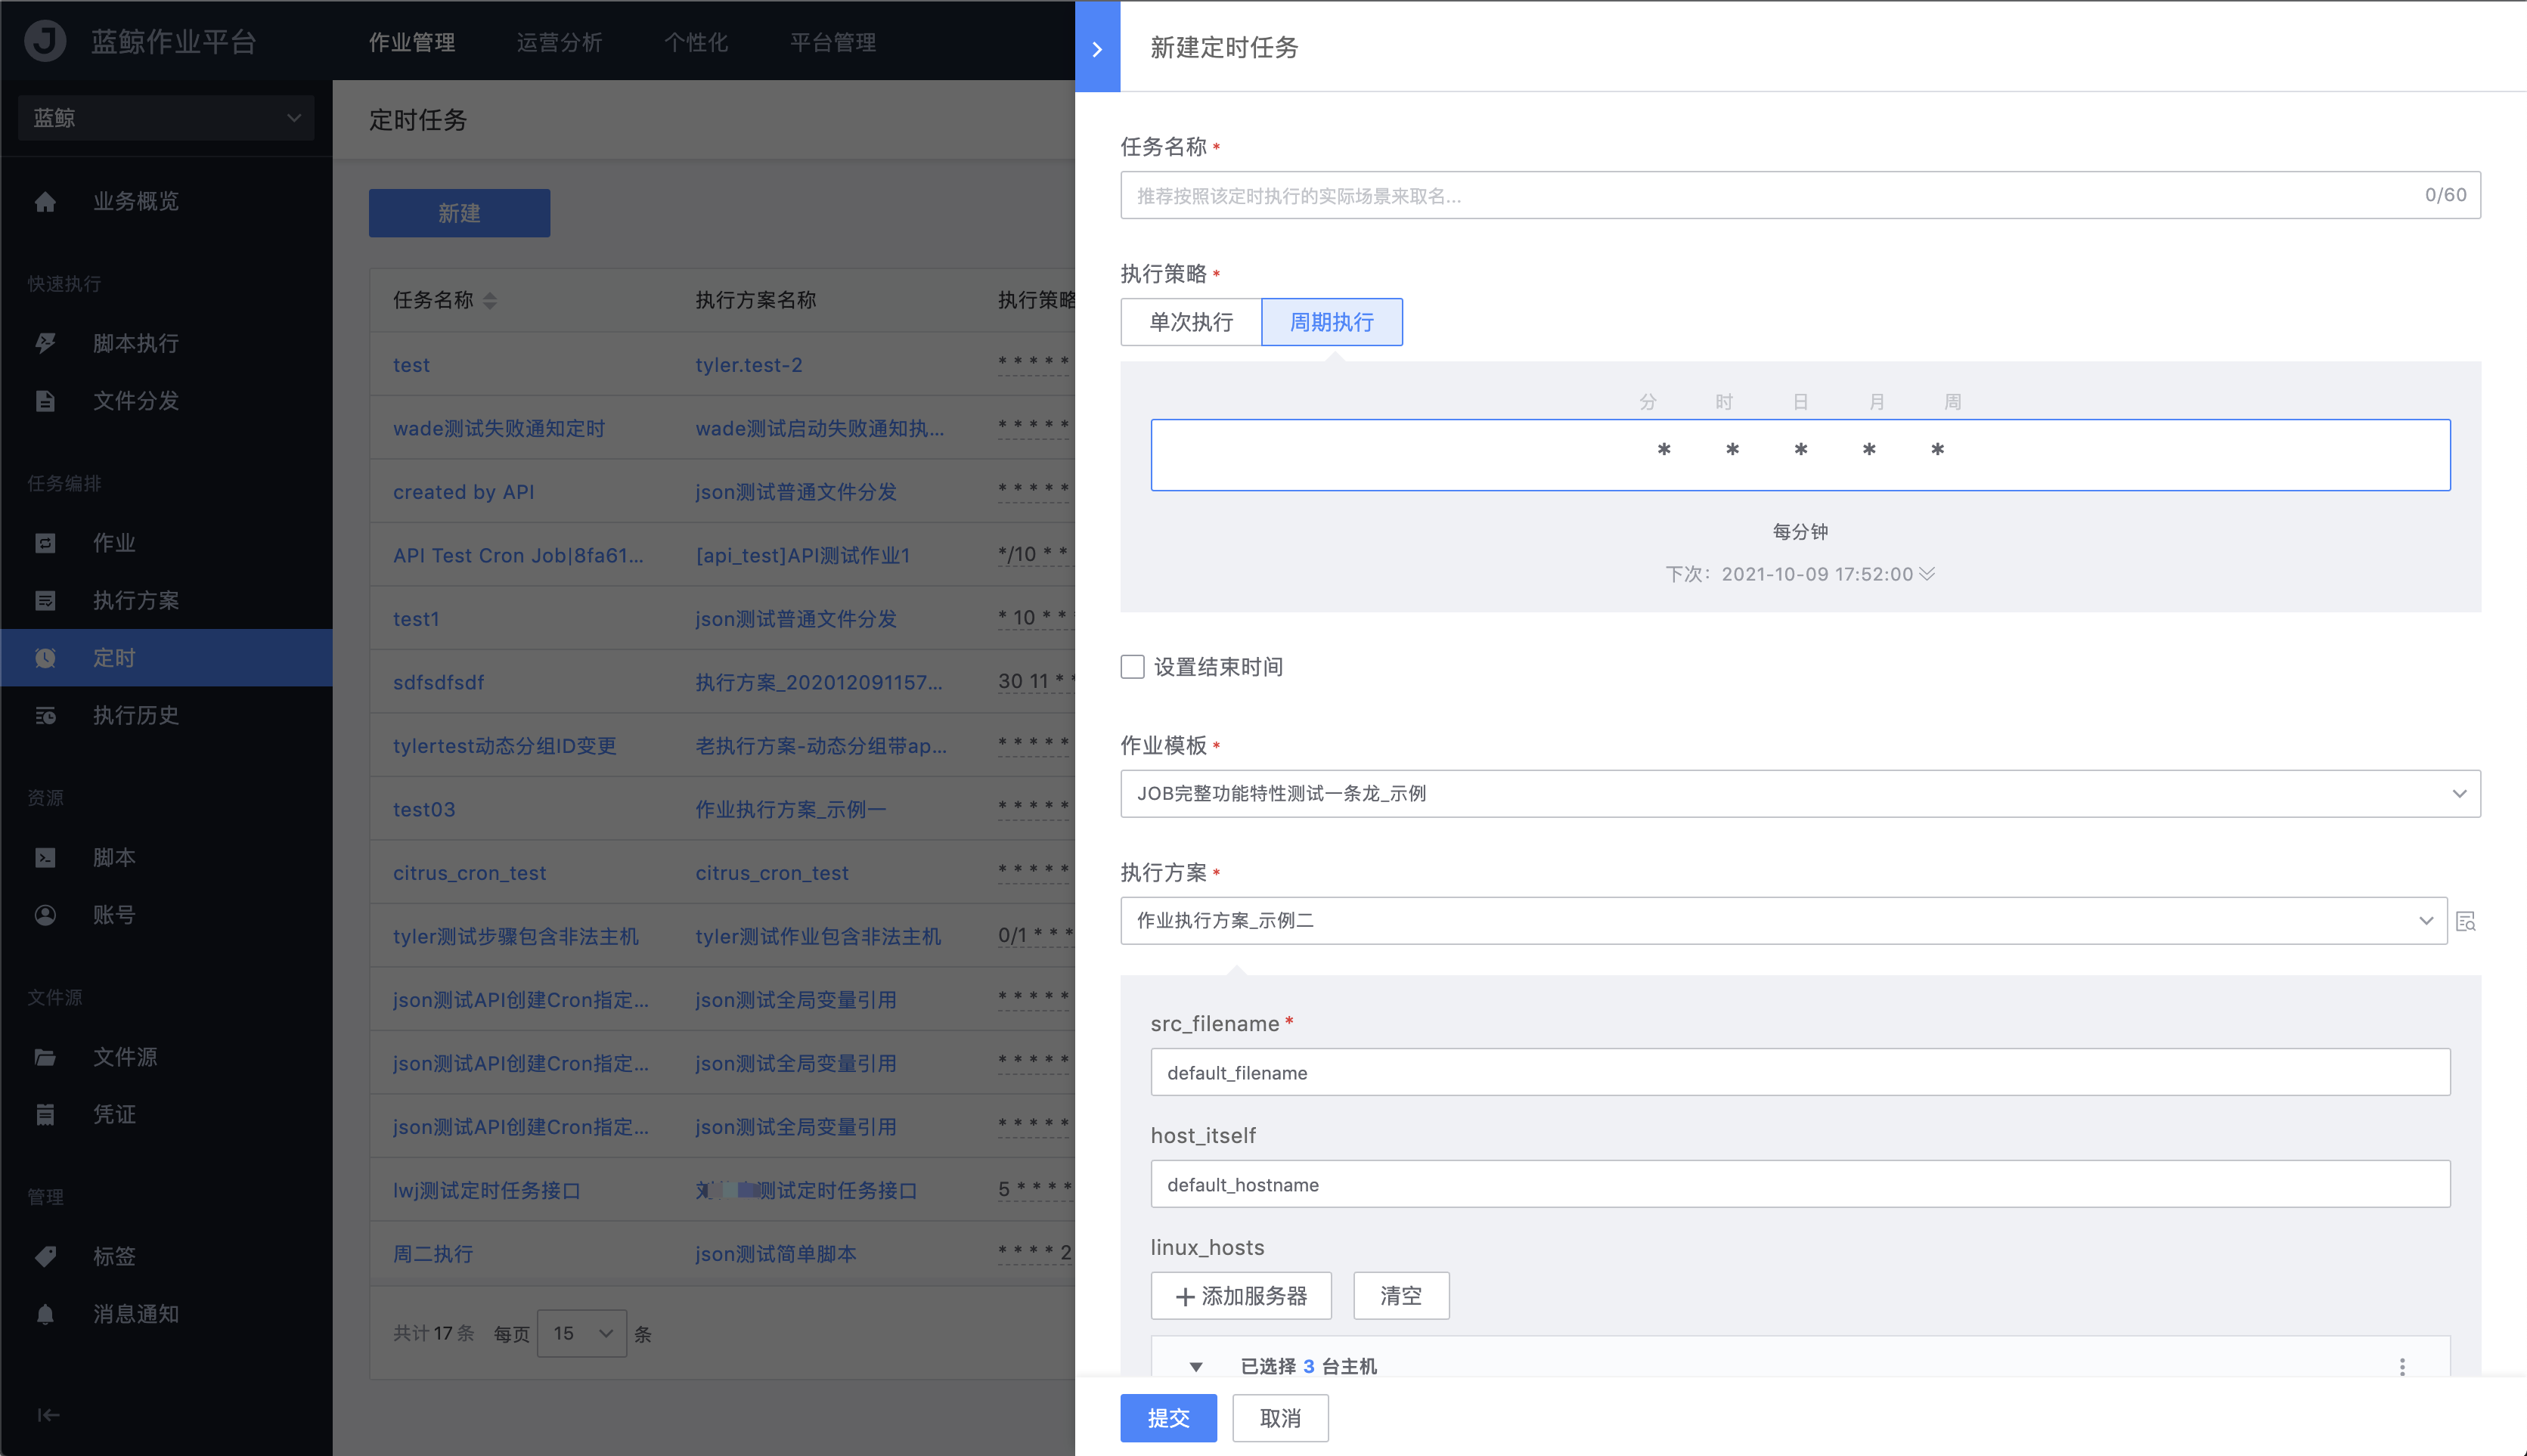 蓝鲸作业平台
作业管理 运营分析 个性化 平台管理
蓝鲸
业务概览
快速执行
脚本执行
文件分发
任务编排
作业
执行方案
定时
执行历史
资源
脚本
账号
文件源
文件源
凭证
管理
标签
消息通知
定时任务
新建
任务名称 执行方案名称 执行策略
test tyler.test-2 * * * * *
wade测试失败通知定时 wade测试启动失败通知执... * * * * *
created by API json测试普通文件分发 * * * * *
API Test Cron Job|8fa61... [api_test]API测试作业1 */10 * *
test1 json测试普通文件分发 * 10 * *
sdfsdfsdf 执行方案_202012091157... 30 11 * *
tylertest动态分组ID变更 老执行方案-动态分组带ap... * * * * *
test03 作业执行方案_示例一 * * * * *
citrus_cron_test citrus_cron_test * * * * *
tyler测试步骤包含非法主机 tyler测试作业包含非法主机 0/1 * * *
json测试API创建Cron指定... json测试全局变量引用 * * * * *
json测试API创建Cron指定... json测试全局变量引用 * * * * *
json测试API创建Cron指定... json测试全局变量引用 * * * * *
lwj测试定时任务接口 测试定时任务接口 5 * * * *
周二执行 json测试简单脚本 * * * * 2
共计 17 条 每页 15 条
新建定时任务
任务名称 *
推荐按照该定时执行的实际场景来取名... 0/60
执行策略 *
单次执行 周期执行
分 时 日 月 周
* * * * *
每分钟
下次: 2021-10-09 17:52:00
设置结束时间
作业模板 *
JOB完整功能特性测试一条龙_示例
执行方案 *
作业执行方案_示例二
src_filename *
default_filename
host_itself
default_hostname
linux_hosts
添加服务器 清空
已选择 3 台主机
提交 取消